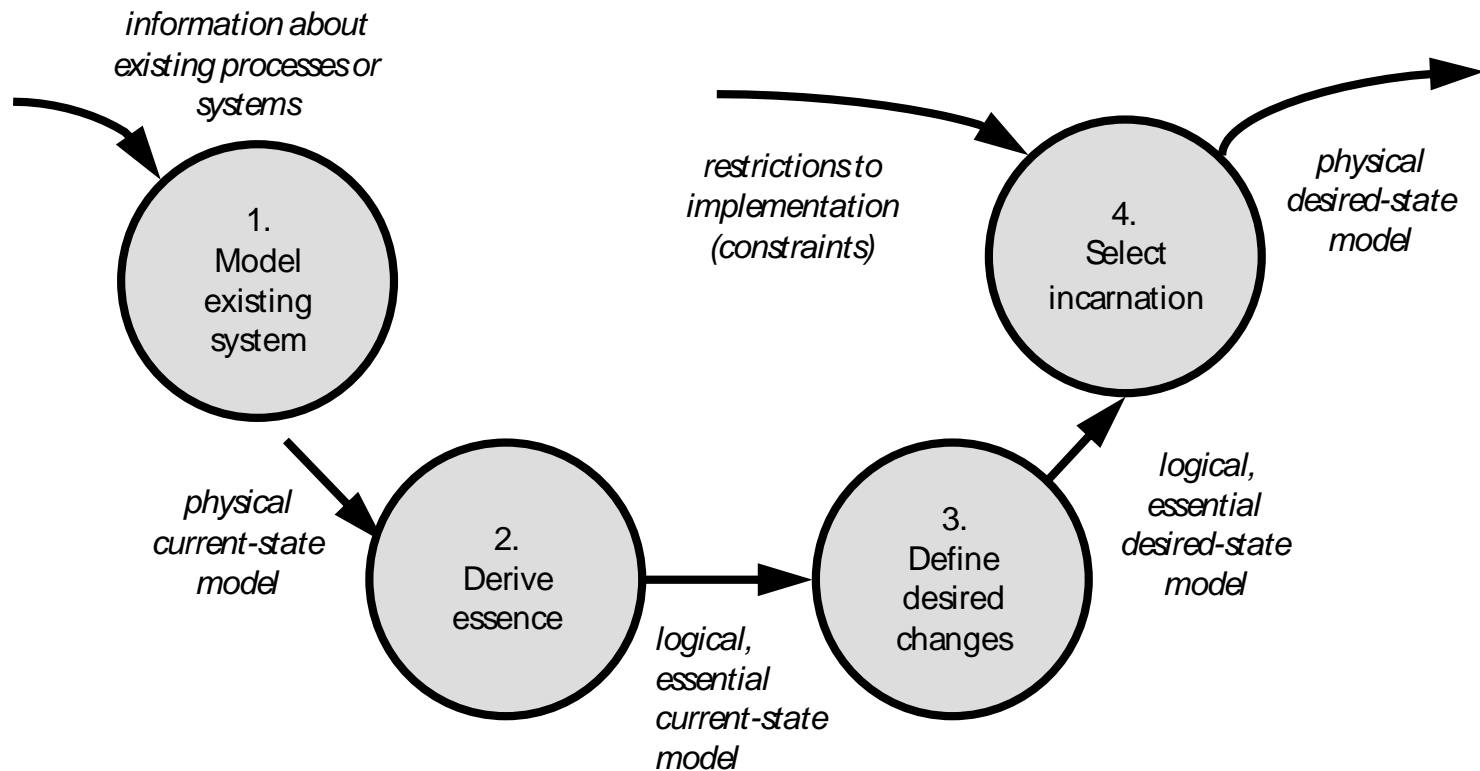 information about
existing processes or
systems
1.
Model
existing
system
physical
current-state
model
2.
Derive
essence
logical,
essential
current-state
model
3.
Define
desired
changes
logical,
essential
desired-state
model
restrictions to
implementation
(constraints)
4.
Select
incarnation
physical
desired-state
model